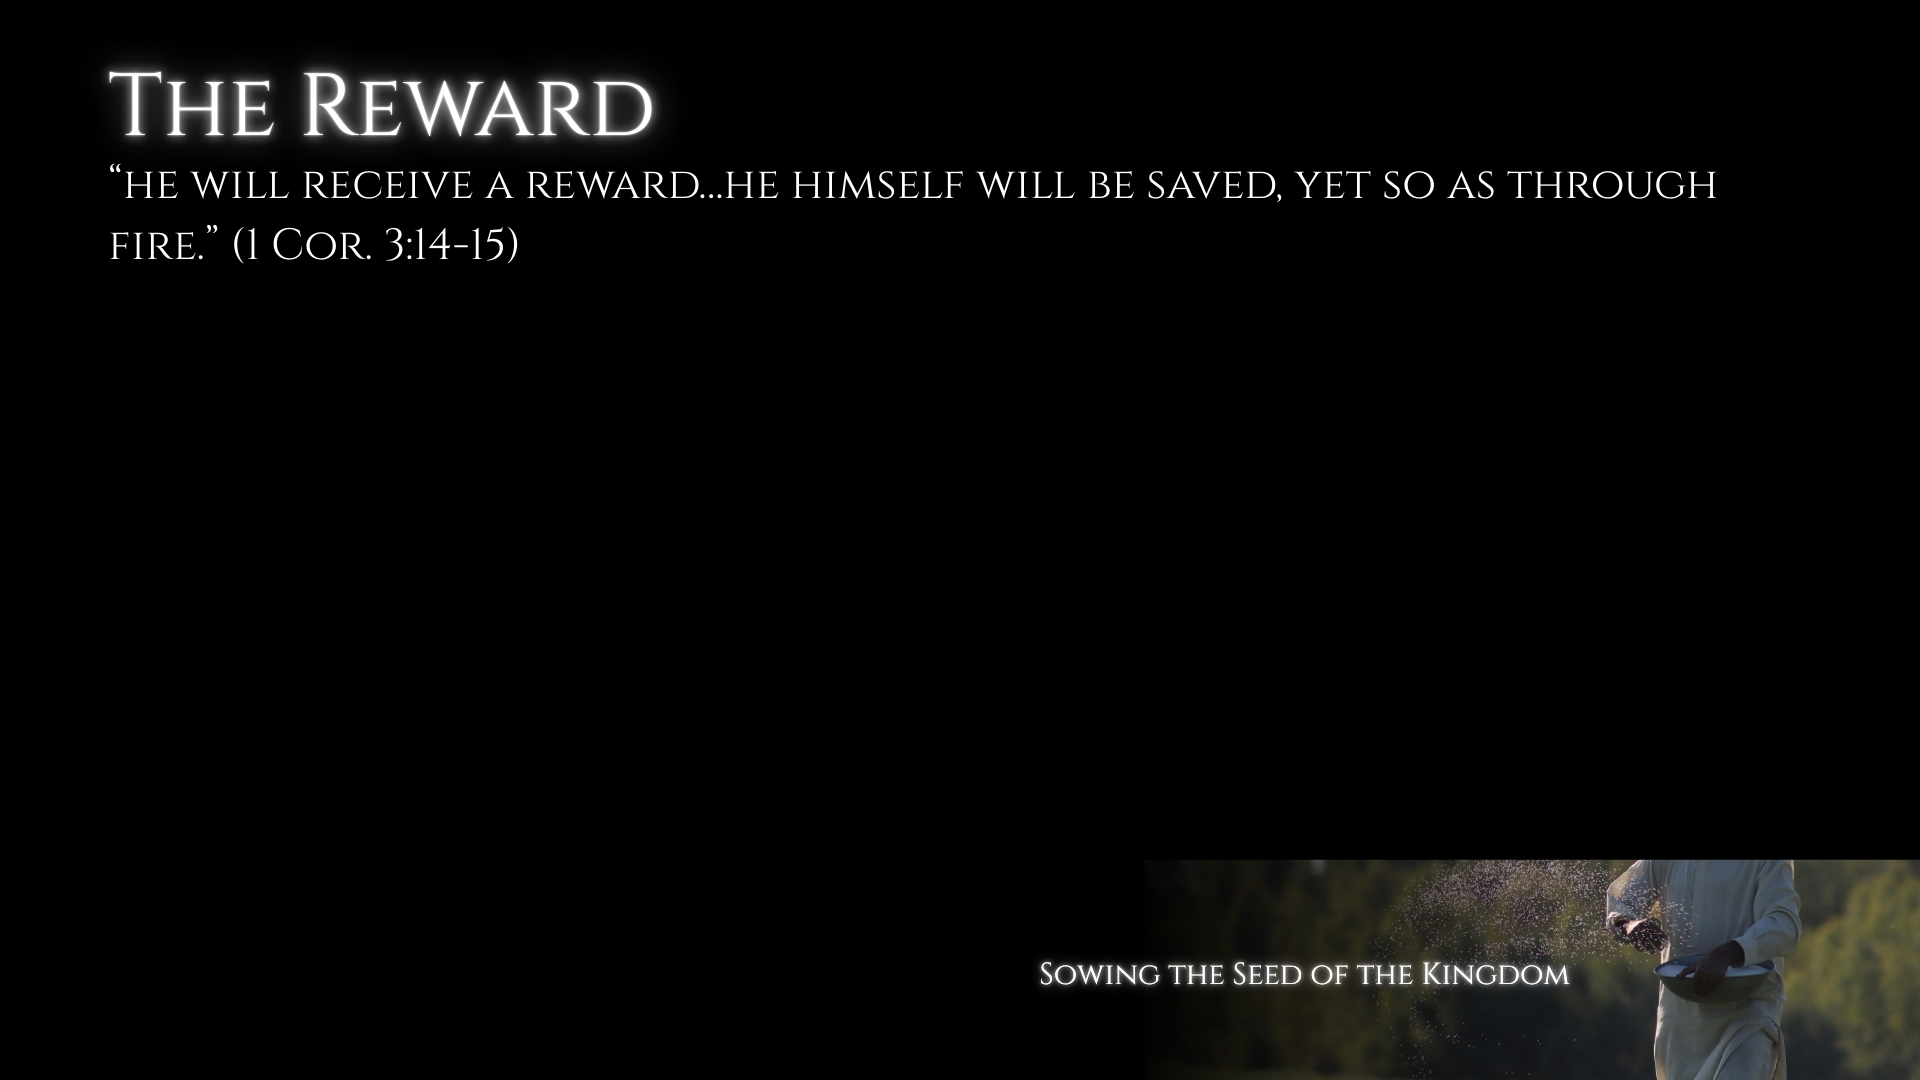 The Reward
“he will receive a reward...he himself will be saved, yet so as through
fire.” (1 Cor. 3:14-15)
Sowing the Seed of the Kingdom